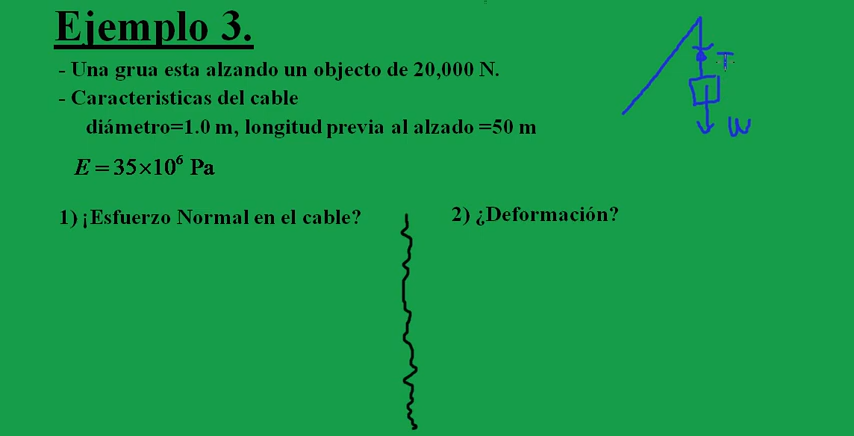 Ejemplo 3.
- Una grua esta alzando un objecto de 20,000 N.
- Caracteristicas del cable
diámetro=1.0 m, longitud previa al alzado =50 m
E = 35×10⁶ Pa
1) ¡Esfuerzo Normal en el cable?
2) ¿Deformación?
T
W